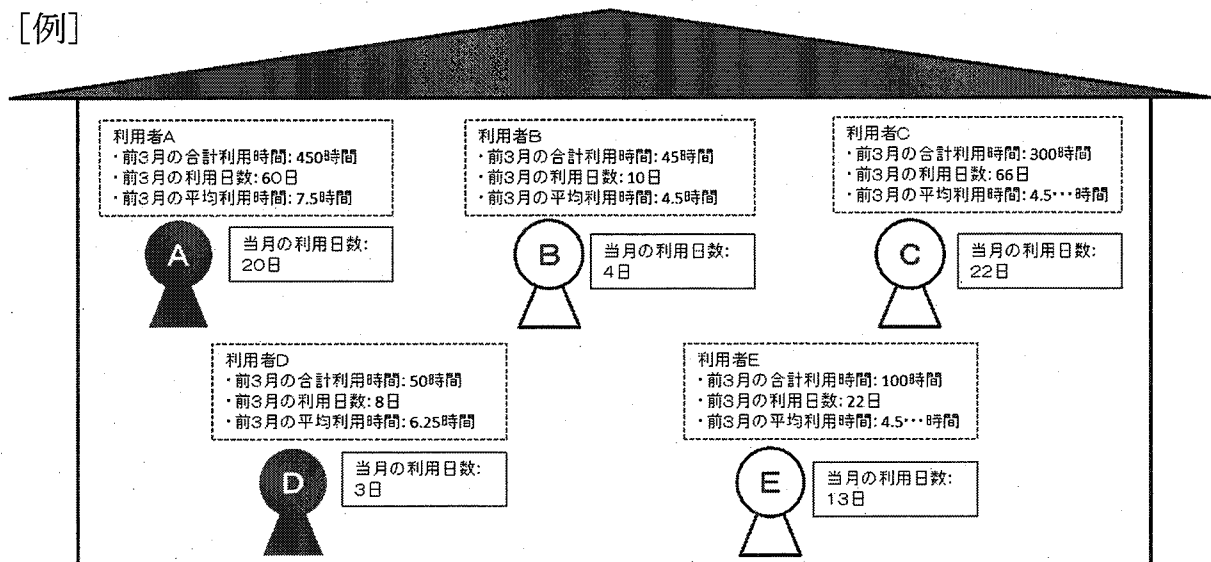 [例]
利用者A
・前3月の合計利用時間:450時間
・前3月の利用日数:60日
・前3月の平均利用時間:7.5時間
A
当月の利用日数:
20日
利用者B
・前3月の合計利用時間:45時間
・前3月の利用日数:10日
・前3月の平均利用時間:4.5時間
B
当月の利用日数:
4日
利用者C
・前3月の合計利用時間:300時間
・前3月の利用日数:66日
・前3月の平均利用時間:4.5･･･時間
C
当月の利用日数:
22日
利用者D
・前3月の合計利用時間:50時間
・前3月の利用日数:8日
・前3月の平均利用時間:6.25時間
D
当月の利用日数:
3日
利用者E
・前3月の合計利用時間:100時間
・前3月の利用日数:22日
・前3月の平均利用時間:4.5･･･時間
E
当月の利用日数:
13日